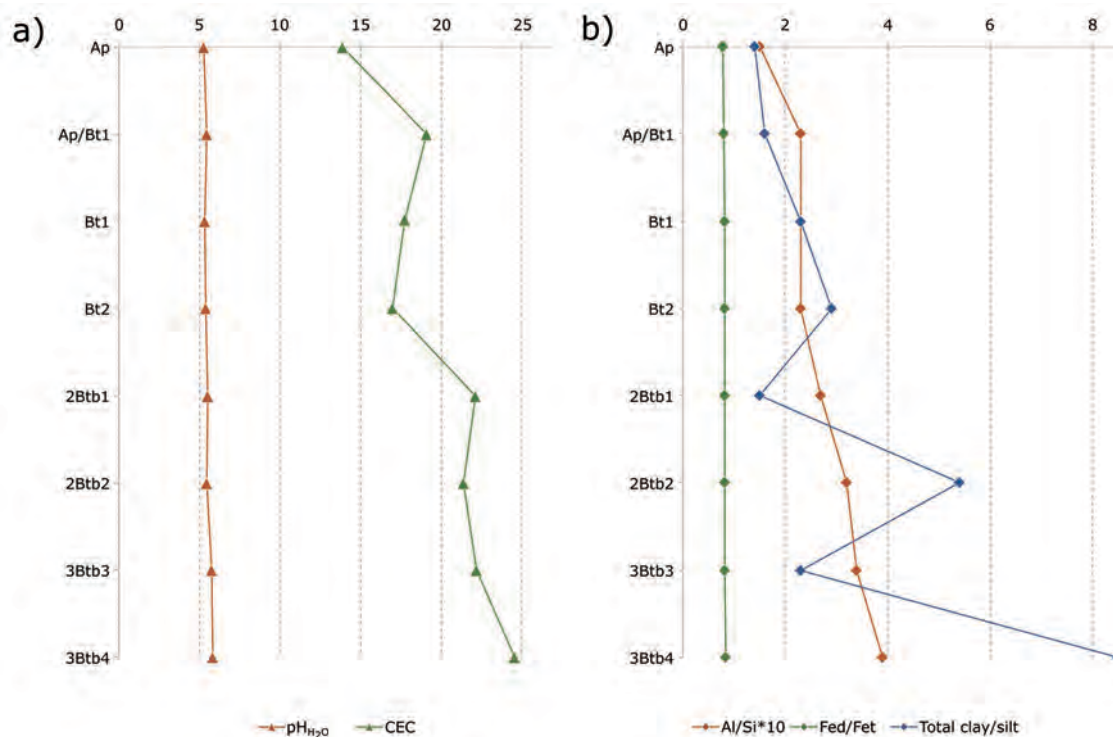 a)
0 5 10 15 20 25
Ap
Ap/Bt1
Bt1
Bt2
2Btb1
2Btb2
3Btb3
3Btb4
pHH₂O CEC
b)
0 2 4 6 8
Ap
Ap/Bt1
Bt1
Bt2
2Btb1
2Btb2
3Btb3
3Btb4
Al/Si*10 Fed/Fet Total clay/silt